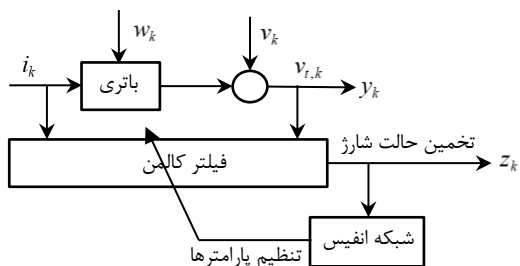 w_k
v_k
i_k
باتری
v_{t,k}
y_k
فیلتر کالمن
تخمین حالت شارژ
z_k
شبکه انفیس
تنظیم پارامترها